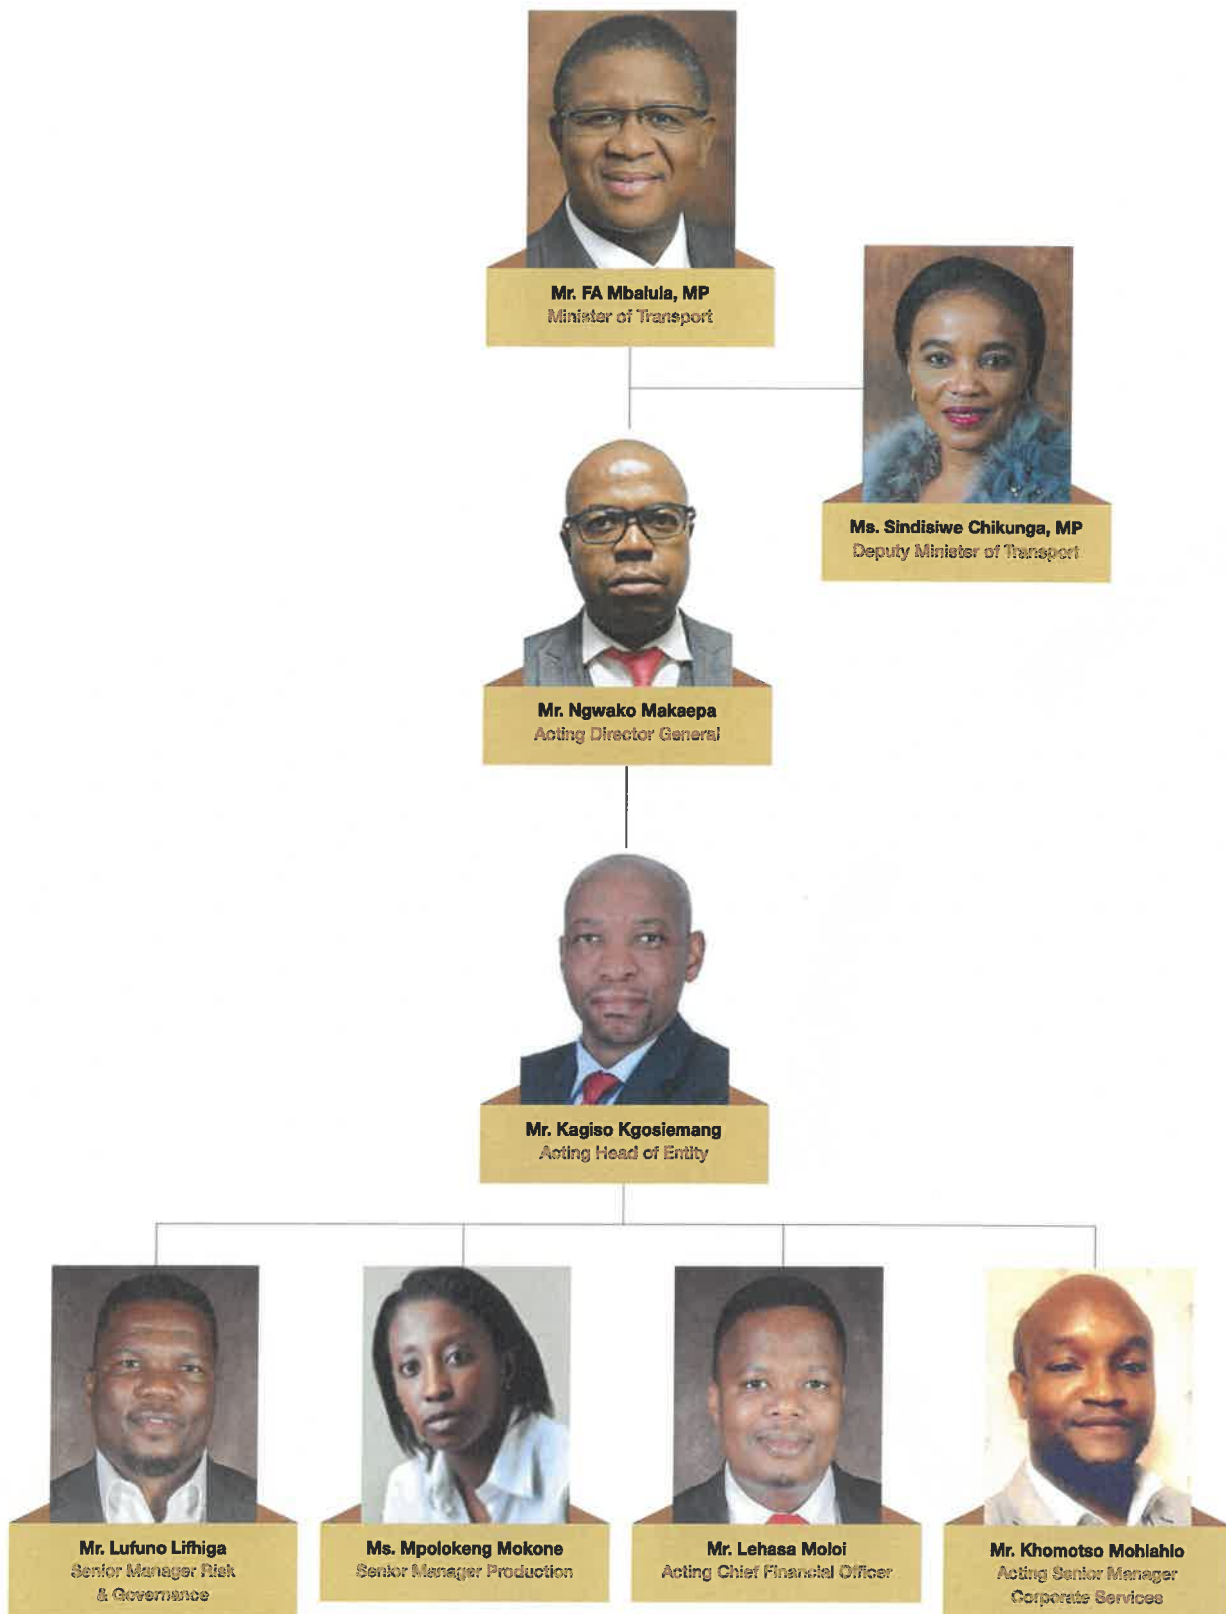 Mr. FA Mbalula, MP
Minister of Transport
Ms. Sindisiwe Chikunga, MP
Deputy Minister of Transport
Mr. Ngwako Makaepa
Acting Director General
Mr. Kagiso Kgosiemang
Acting Head of Entity
Mr. Lufuno Lifhiga
Senior Manager Risk
& Governance
Ms. Mpolokeng Mokone
Senior Manager Production
Mr. Lehasa Moloi
Acting Chief Financial Officer
Mr. Khomotso Mohlahlo
Acting Senior Manager
Corporate Services